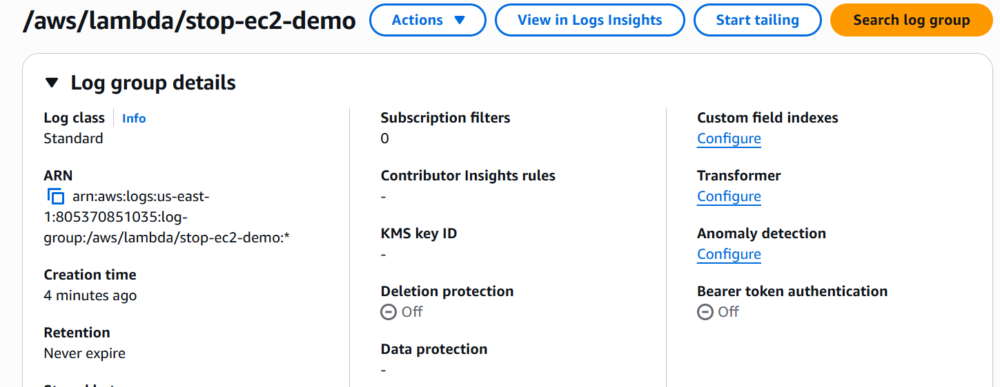 /aws/lambda/stop-ec2-demo
Actions
View in Logs Insights
Start tailing
Search log group
Log group details
Log class
Info
Standard
ARN
arn:aws:logs:us-east-
1:805370851035:log-
group:/aws/lambda/stop-ec2-demo:*
Creation time
4 minutes ago
Retention
Never expire
Subscription filters
0
Contributor Insights rules
-
KMS key ID
-
Deletion protection
Off
Data protection
-
Custom field indexes
Configure
Transformer
Configure
Anomaly detection
Configure
Bearer token authentication
Off